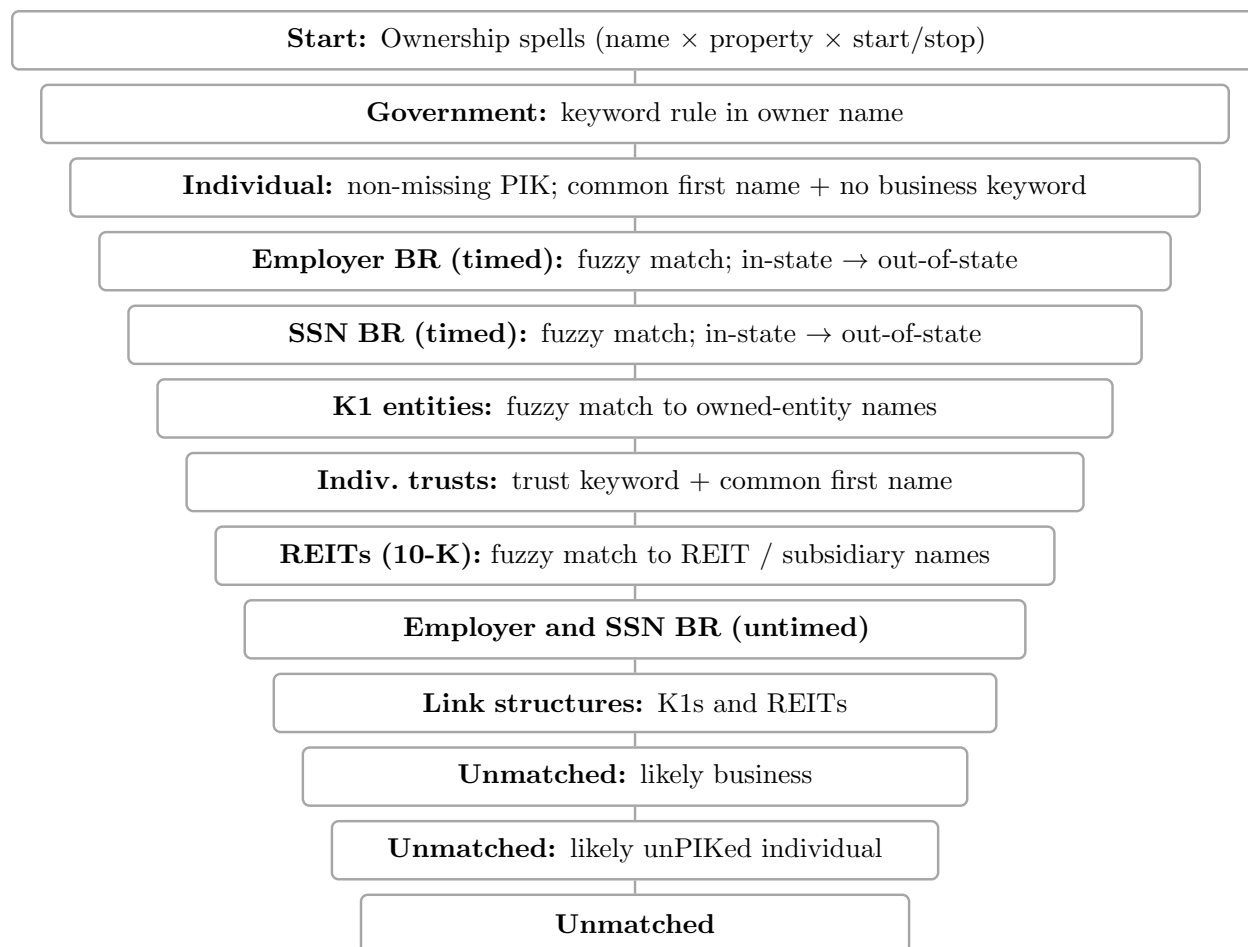 Start: Ownership spells (name × property × start/stop)
Government: keyword rule in owner name
Individual: non-missing PIK; common first name + no business keyword
Employer BR (timed): fuzzy match; in-state → out-of-state
SSN BR (timed): fuzzy match; in-state → out-of-state
K1 entities: fuzzy match to owned-entity names
Indiv. trusts: trust keyword + common first name
REITs (10-K): fuzzy match to REIT / subsidiary names
Employer and SSN BR (untimed)
Link structures: K1s and REITs
Unmatched: likely business
Unmatched: likely unPIKed individual
Unmatched